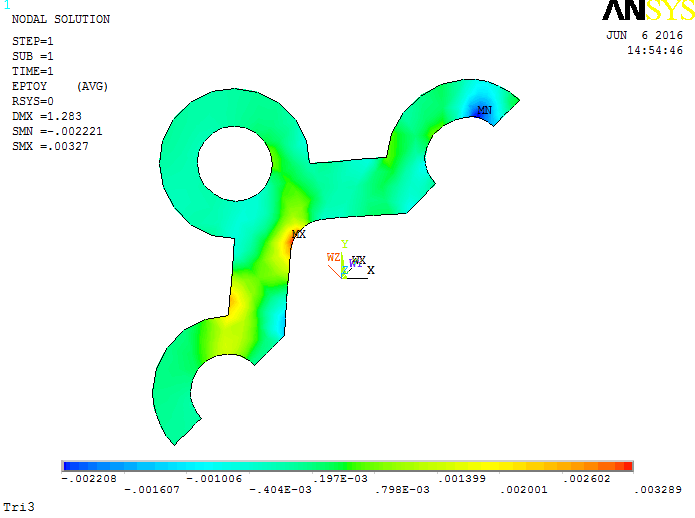 1
NODAL SOLUTION
STEP=1
SUB =1
TIME=1
EPTOY (AVG)
RSYS=0
DMX =1.283
SMN =-.002221
SMX =.00327
ANSYS
JUN 6 2016
14:54:46
MN
MX
Y
WZ
WX
WY
Z
X
-.002208 -.001006 .197E-03 .001399 .002602
-.001607 -.404E-03 .798E-03 .002001 .003289
Tri3